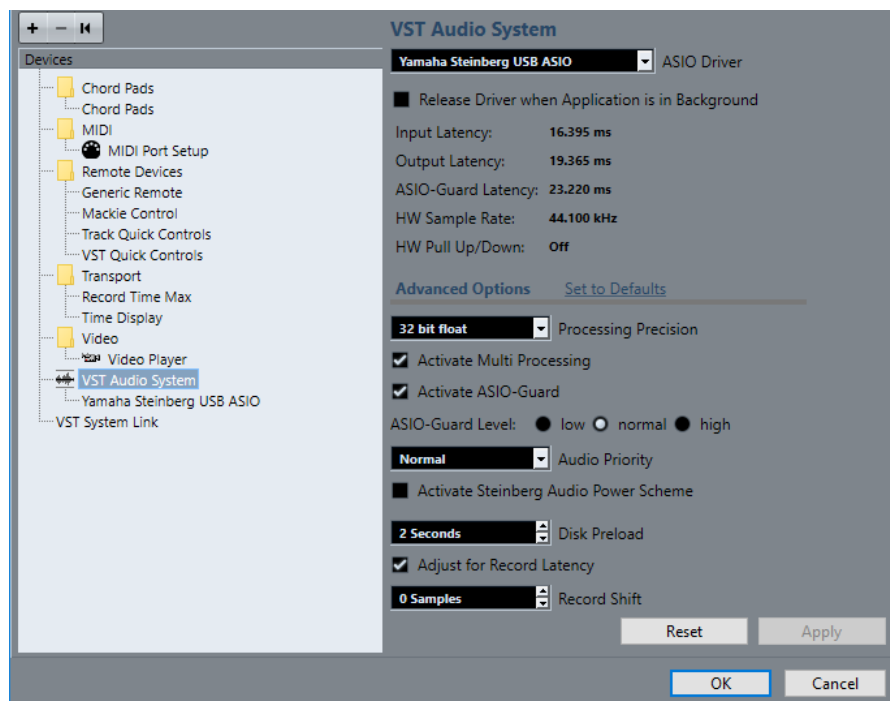 Devices
Chord Pads
Chord Pads
MIDI
MIDI Port Setup
Remote Devices
Generic Remote
Mackie Control
Track Quick Controls
VST Quick Controls
Transport
Record Time Max
Time Display
Video
Video Player
VST Audio System
Yamaha Steinberg USB ASIO
VST System Link
VST Audio System
Yamaha Steinberg USB ASIO ASIO Driver
Release Driver when Application is in Background
Input Latency: 16.395 ms
Output Latency: 19.365 ms
ASIO-Guard Latency: 23.220 ms
HW Sample Rate: 44.100 kHz
HW Pull Up/Down: Off
Advanced Options Set to Defaults
32 bit float Processing Precision
Activate Multi Processing
Activate ASIO-Guard
ASIO-Guard Level: low normal high
Normal Audio Priority
Activate Steinberg Audio Power Scheme
2 Seconds Disk Preload
Adjust for Record Latency
0 Samples Record Shift
Reset Apply
OK Cancel